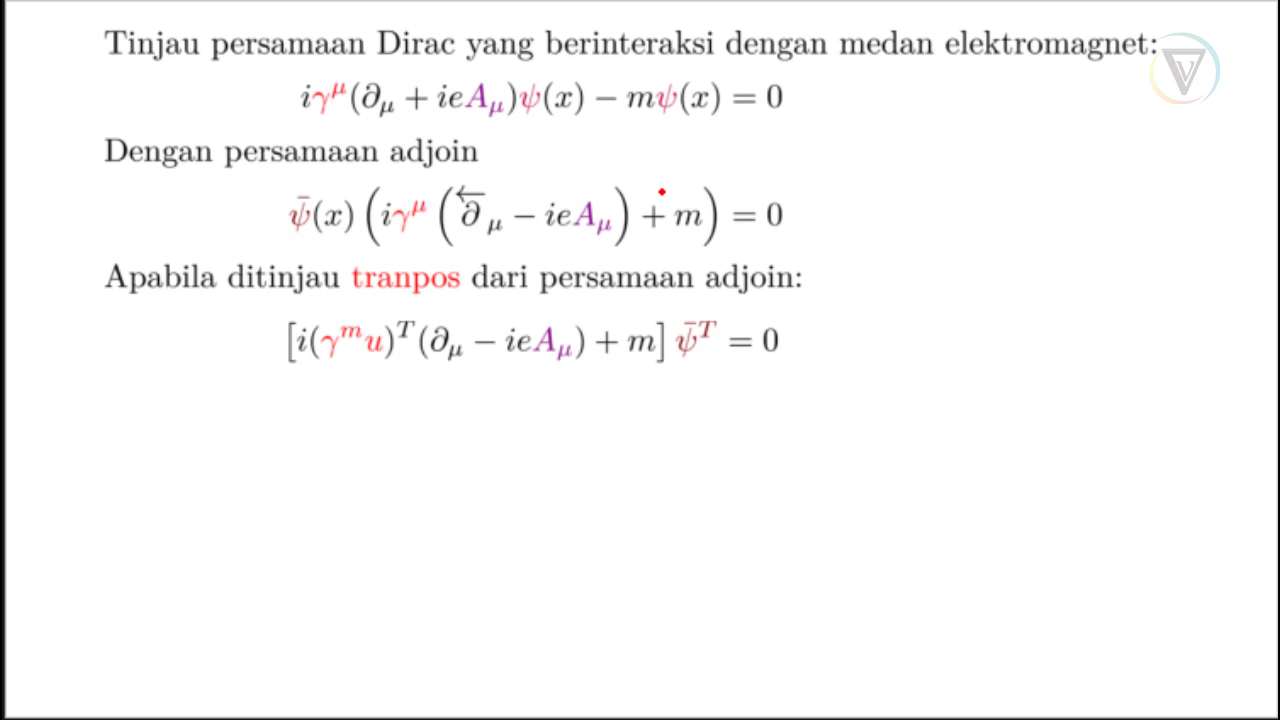 Tinjau persamaan Dirac yang berinteraksi dengan medan elektromagnet:
iγ^μ(∂_μ + ieA_μ)ψ(x) − mψ(x) = 0
Dengan persamaan adjoin
ψ̄(x) (iγ^μ (∂⃖_μ − ieA_μ) + m) = 0
Apabila ditinjau tranpos dari persamaan adjoin:
[i(γ^m u)^T(∂_μ − ieA_μ) + m] ψ̄^T = 0